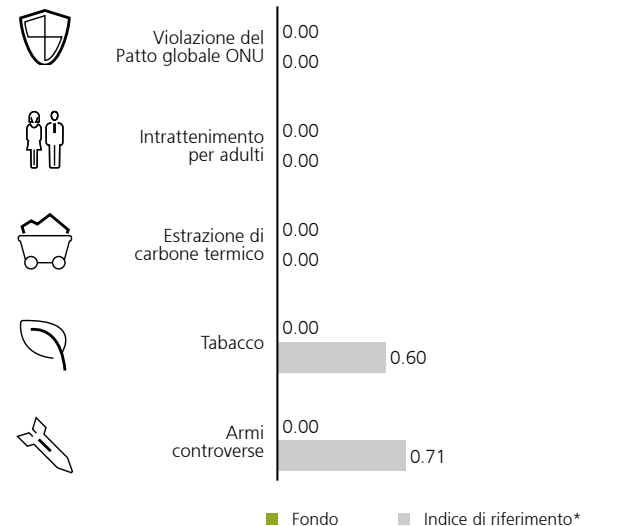 Violazione del
Patto globale ONU
0.00
0.00
Intrattenimento
per adulti
0.00
0.00
Estrazione di
carbone termico
0.00
0.00
Tabacco
0.00
0.60
Armi
controverse
0.00
0.71
Fondo
Indice di riferimento*